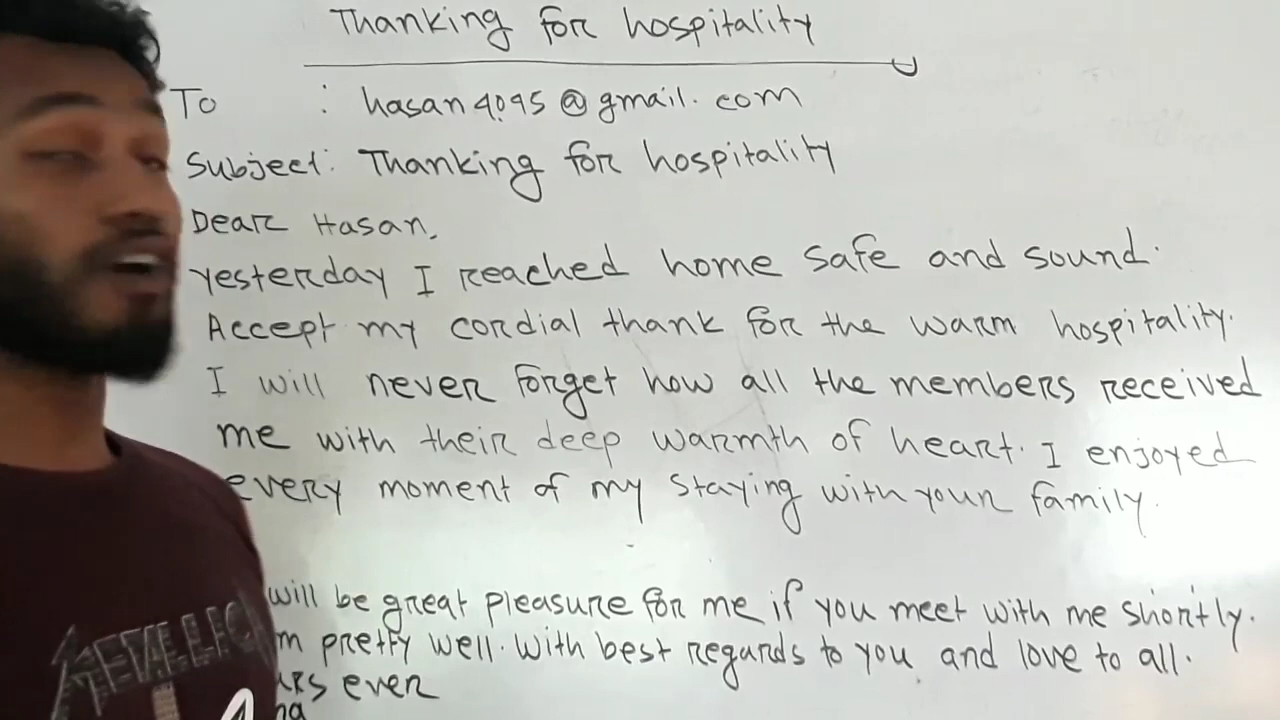 Thanking for hospitality
To : hasan4095@gmail.com
Subject: Thanking for hospitality
Dear Hasan,
Yesterday I reached home safe and sound.
Accept my cordial thank for the warm hospitality.
I will never forget how all the members received
me with their deep warmth of heart. I enjoyed
every moment of my staying with your family.
will be great pleasure for me if you meet with me shortly.
pretty well. With best regards to you and love to all.
ever
METALLICA